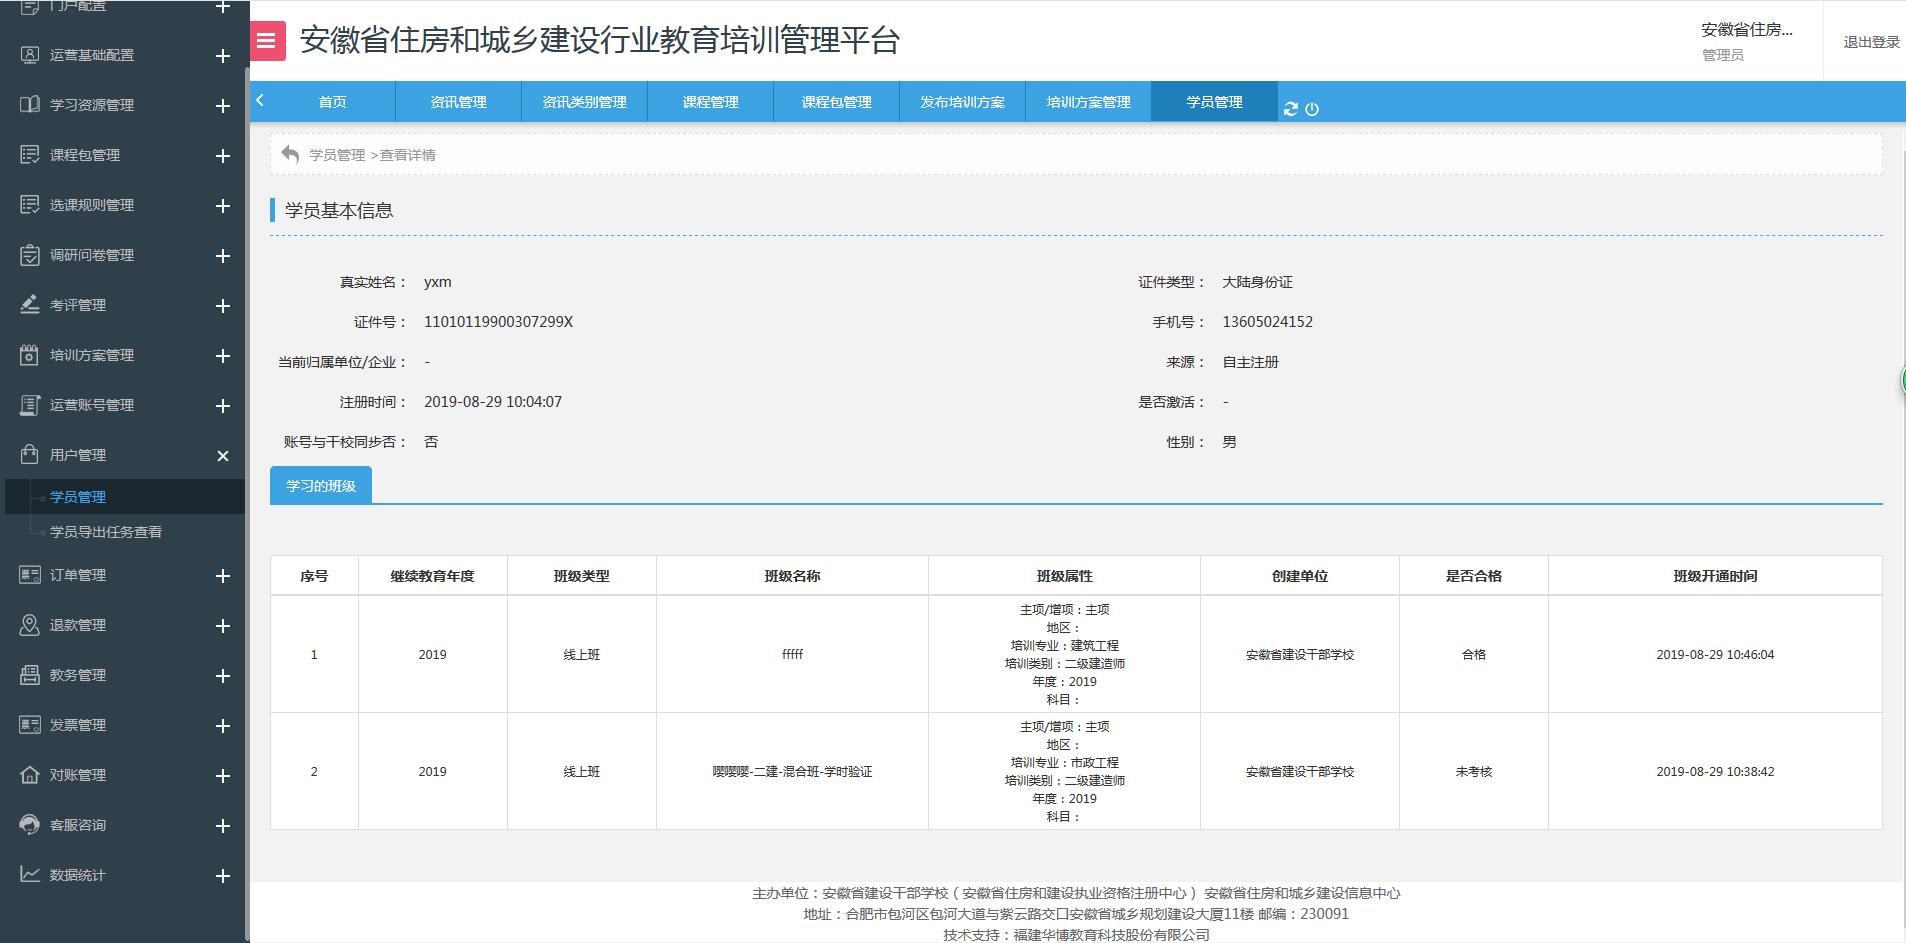 门户配置
运营基础配置
学习资源管理
课程包管理
选课规则管理
调研问卷管理
考评管理
培训方案管理
运营账号管理
用户管理
学员管理
学员导出任务查看
订单管理
退款管理
教务管理
发票管理
对账管理
客服咨询
数据统计
安徽省住房和城乡建设行业教育培训管理平台
安徽省住房...
管理员
退出登录
首页 资讯管理 资讯类别管理 课程管理 课程包管理 发布培训方案 培训方案管理 学员管理
学员管理 >查看详情
学员基本信息
真实姓名： yxm 证件类型： 大陆身份证
证件号： 11010119900307299X 手机号： 13605024152
当前归属单位/企业： - 来源： 自主注册
注册时间： 2019-08-29 10:04:07 是否激活： -
账号与干校同步否： 否 性别： 男
学习的班级
序号 继续教育年度 班级类型 班级名称 班级属性 创建单位 是否合格 班级开通时间
主项/增项：主项
地区：
培训专业：建筑工程
1 2019 线上班 fffff 安徽省建设干部学校 合格 2019-08-29 10:46:04
培训类别：二级建造师
年度：2019
科目：
主项/增项：主项
地区：
培训专业：市政工程
2 2019 线上班 嘤嘤嘤-二建-混合班-学时验证 安徽省建设干部学校 未考核 2019-08-29 10:38:42
培训类别：二级建造师
年度：2019
科目：
主办单位：安徽省建设干部学校（安徽省住房和建设执业资格注册中心） 安徽省住房和城乡建设信息中心
地址：合肥市包河区包河大道与紫云路交口安徽省城乡规划建设大厦11楼 邮编：230091
技术支持：福建华博教育科技股份有限公司